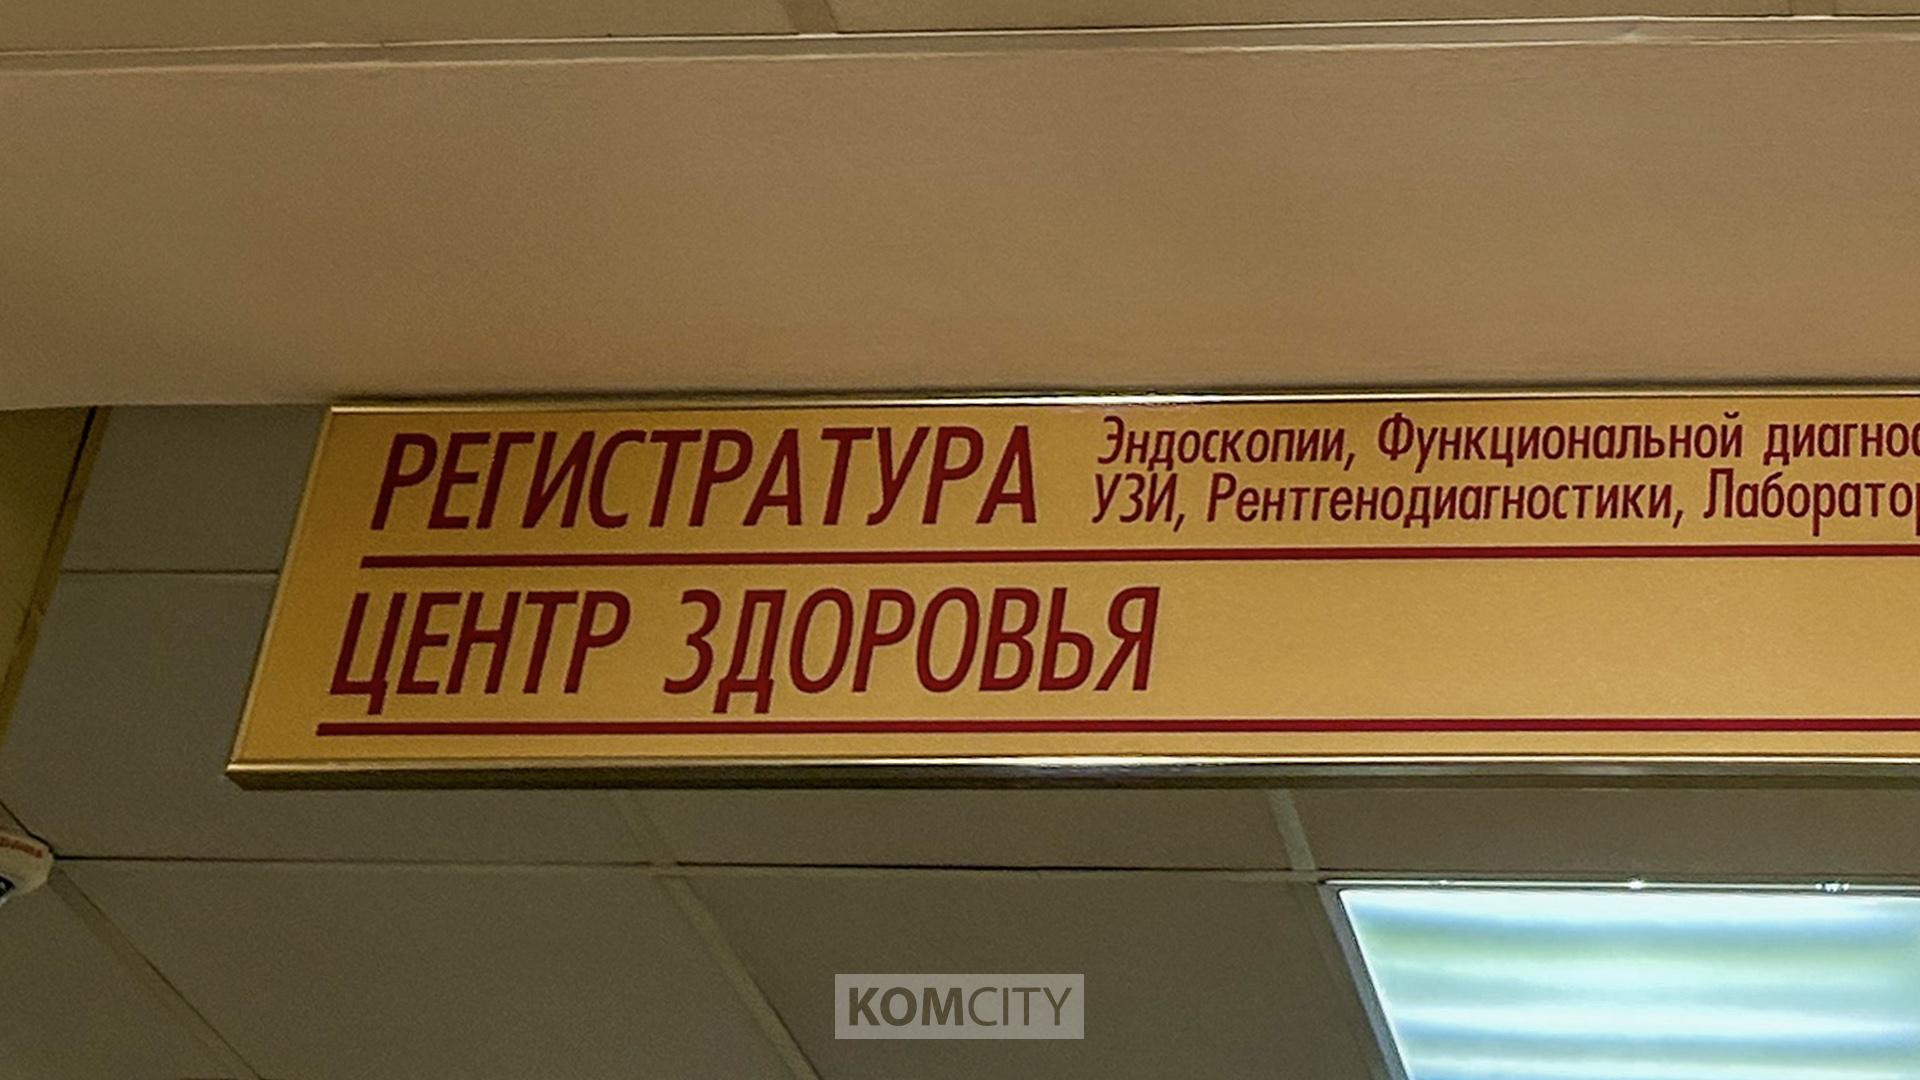 РЕГИСТРАТУРА
Эндоскопии, Функциональной
УЗИ, Рентгенодиагностики,
ЦЕНТР ЗДОРОВЬЯ
KOMCITY